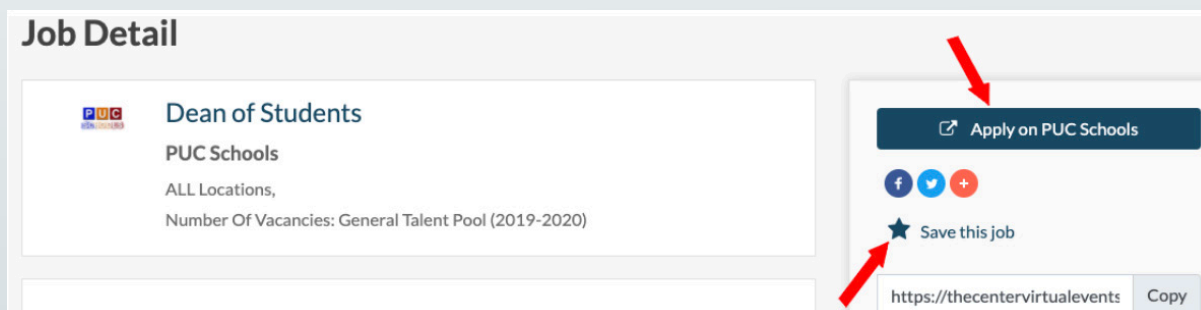 Job Detail
PUC
Dean of Students
PUC Schools
ALL Locations,
Number Of Vacancies: General Talent Pool (2019-2020)
Apply on PUC Schools
Save this job
https://thecentervirtualevents
Copy